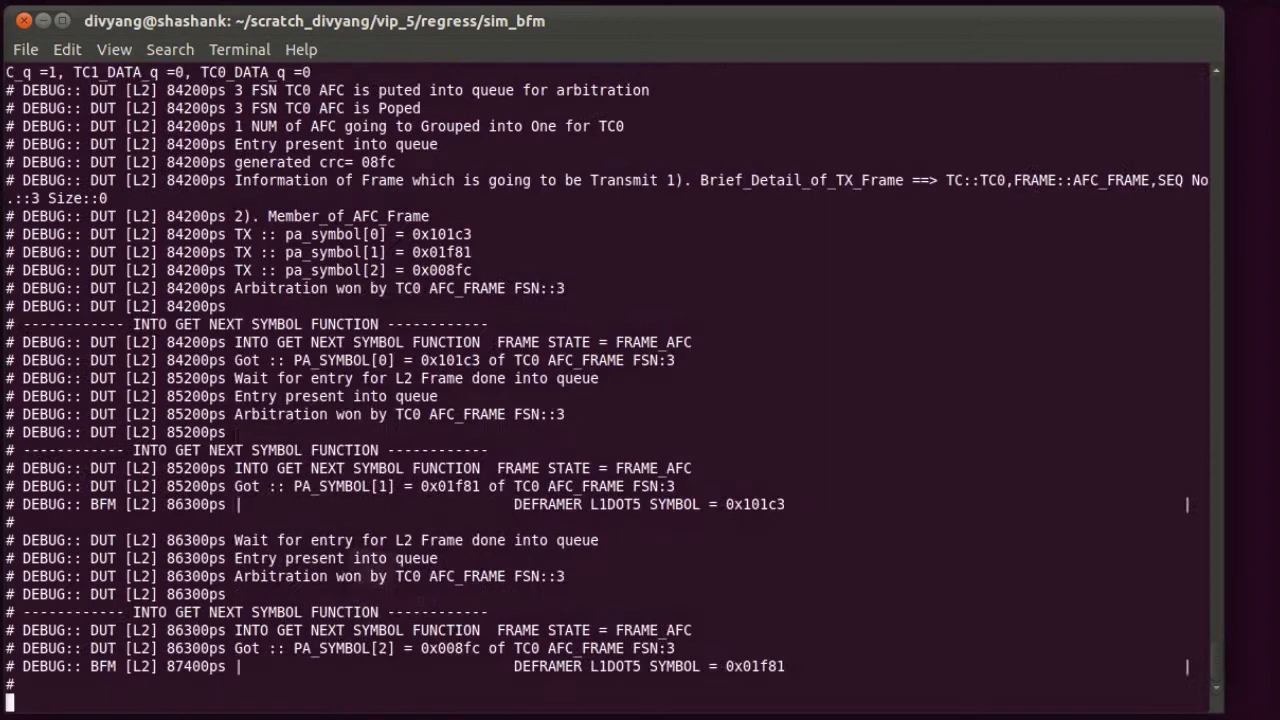 divyang@shashank: ~/scratch_divyang/vip_5/regress/sim_bfm
File Edit View Search Terminal Help
C_q =1, TC1_DATA_q =0, TC0_DATA_q =0
# DEBUG:: DUT [L2] 84200ps 3 FSN TC0 AFC is puted into queue for arbitration
# DEBUG:: DUT [L2] 84200ps 3 FSN TC0 AFC is Poped
# DEBUG:: DUT [L2] 84200ps 1 NUM of AFC going to Grouped into One for TC0
# DEBUG:: DUT [L2] 84200ps Entry present into queue
# DEBUG:: DUT [L2] 84200ps generated crc= 08fc
# DEBUG:: DUT [L2] 84200ps Information of Frame which is going to be Transmit 1). Brief_Detail_of_TX_Frame ==> TC::TC0,FRAME::AFC_FRAME,SEQ No
.::3 Size::0
# DEBUG:: DUT [L2] 84200ps 2). Member_of_AFC_Frame
# DEBUG:: DUT [L2] 84200ps TX :: pa_symbol[0] = 0x101c3
# DEBUG:: DUT [L2] 84200ps TX :: pa_symbol[1] = 0x01f81
# DEBUG:: DUT [L2] 84200ps TX :: pa_symbol[2] = 0x008fc
# DEBUG:: DUT [L2] 84200ps Arbitration won by TC0 AFC_FRAME FSN::3
# DEBUG:: DUT [L2] 84200ps
# ------------ INTO GET NEXT SYMBOL FUNCTION ------------
# DEBUG:: DUT [L2] 84200ps INTO GET NEXT SYMBOL FUNCTION  FRAME STATE = FRAME_AFC
# DEBUG:: DUT [L2] 84200ps Got :: PA_SYMBOL[0] = 0x101c3 of TC0 AFC_FRAME FSN:3
# DEBUG:: DUT [L2] 85200ps Wait for entry for L2 Frame done into queue
# DEBUG:: DUT [L2] 85200ps Entry present into queue
# DEBUG:: DUT [L2] 85200ps Arbitration won by TC0 AFC_FRAME FSN::3
# DEBUG:: DUT [L2] 85200ps
# ------------ INTO GET NEXT SYMBOL FUNCTION ------------
# DEBUG:: DUT [L2] 85200ps INTO GET NEXT SYMBOL FUNCTION  FRAME STATE = FRAME_AFC
# DEBUG:: DUT [L2] 85200ps Got :: PA_SYMBOL[1] = 0x01f81 of TC0 AFC_FRAME FSN:3
# DEBUG:: BFM [L2] 86300ps |                                DEFRAMER L1DOT5 SYMBOL = 0x101c3                                                |
#
# DEBUG:: DUT [L2] 86300ps Wait for entry for L2 Frame done into queue
# DEBUG:: DUT [L2] 86300ps Entry present into queue
# DEBUG:: DUT [L2] 86300ps Arbitration won by TC0 AFC_FRAME FSN::3
# DEBUG:: DUT [L2] 86300ps
# ------------ INTO GET NEXT SYMBOL FUNCTION ------------
# DEBUG:: DUT [L2] 86300ps INTO GET NEXT SYMBOL FUNCTION  FRAME STATE = FRAME_AFC
# DEBUG:: DUT [L2] 86300ps Got :: PA_SYMBOL[2] = 0x008fc of TC0 AFC_FRAME FSN:3
# DEBUG:: BFM [L2] 87400ps |                                DEFRAMER L1DOT5 SYMBOL = 0x01f81                                                |
#